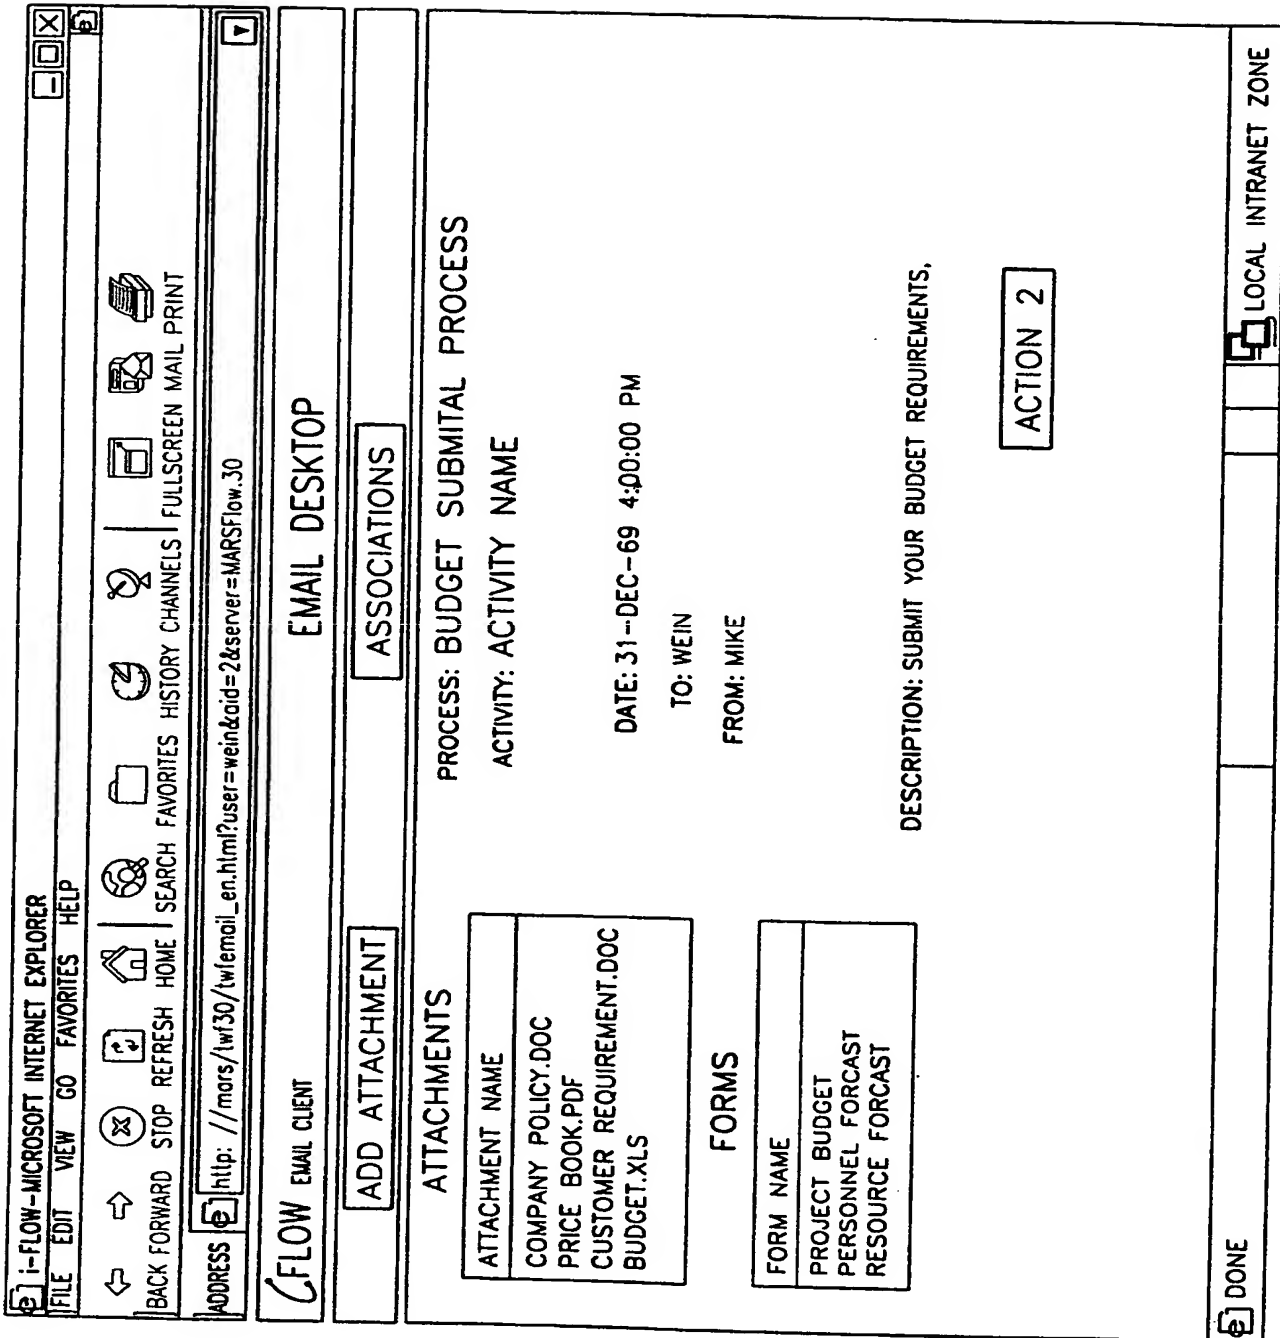 i-FLOW-MICROSOFT INTERNET EXPLORER
FILE EDIT VIEW GO FAVORITES HELP
BACK FORWARD STOP REFRESH HOME SEARCH FAVORITES HISTORY CHANNELS FULLSCREEN MAIL PRINT
ADDRESS http: //mars/twf30/twfemail_en.html?user=wein&aid=2&server=MARSFlow.30
FLOW EMAIL CLIENT EMAIL DESKTOP
ADD ATTACHMENT ASSOCIATIONS
ATTACHMENTS
ATTACHMENT NAME
COMPANY POLICY.DOC
PRICE BOOK.PDF
CUSTOMER REQUIREMENT.DOC
BUDGET.XLS
FORMS
FORM NAME
PROJECT BUDGET
PERSONNEL FORCAST
RESOURCE FORCAST
PROCESS: BUDGET SUBMITAL PROCESS
ACTIVITY: ACTIVITY NAME
DATE: 31-DEC-69 4:00:00 PM
TO: WEIN
FROM: MIKE
DESCRIPTION: SUBMIT YOUR BUDGET REQUIREMENTS,
ACTION 2
DONE LOCAL INTRANET ZONE